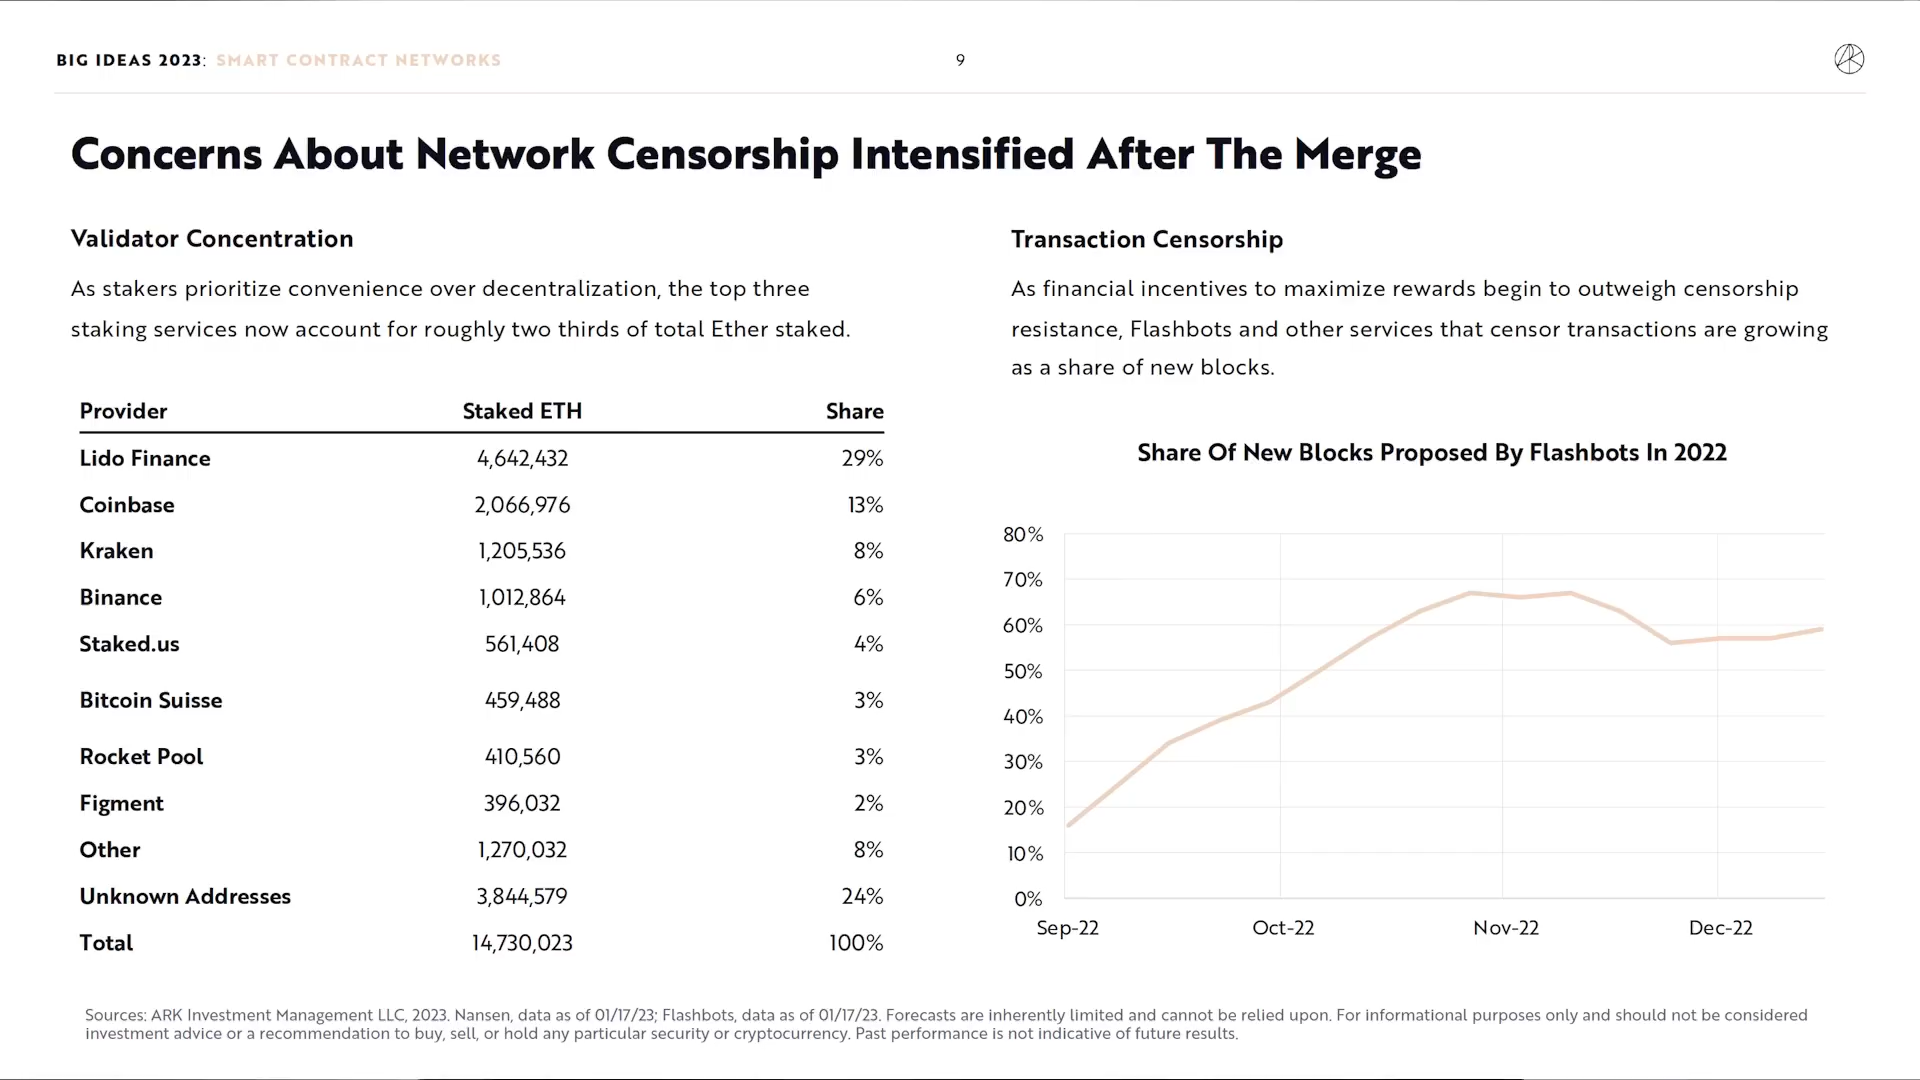 BIG IDEAS 2023: SMART CONTRACT NETWORKS
9
Concerns About Network Censorship Intensified After The Merge
Validator Concentration
As stakers prioritize convenience over decentralization, the top three
staking services now account for roughly two thirds of total Ether staked.
Provider Staked ETH Share
Lido Finance 4,642,432 29%
Coinbase 2,066,976 13%
Kraken 1,205,536 8%
Binance 1,012,864 6%
Staked.us 561,408 4%
Bitcoin Suisse 459,488 3%
Rocket Pool 410,560 3%
Figment 396,032 2%
Other 1,270,032 8%
Unknown Addresses 3,844,579 24%
Total 14,730,023 100%
Transaction Censorship
As financial incentives to maximize rewards begin to outweigh censorship
resistance, Flashbots and other services that censor transactions are growing
as a share of new blocks.
Share Of New Blocks Proposed By Flashbots In 2022
80%
70%
60%
50%
40%
30%
20%
10%
0%
Sep-22 Oct-22 Nov-22 Dec-22
Sources: ARK Investment Management LLC, 2023. Nansen, data as of 01/17/23; Flashbots, data as of 01/17/23. Forecasts are inherently limited and cannot be relied upon. For informational purposes only and should not be considered
investment advice or a recommendation to buy, sell, or hold any particular security or cryptocurrency. Past performance is not indicative of future results.